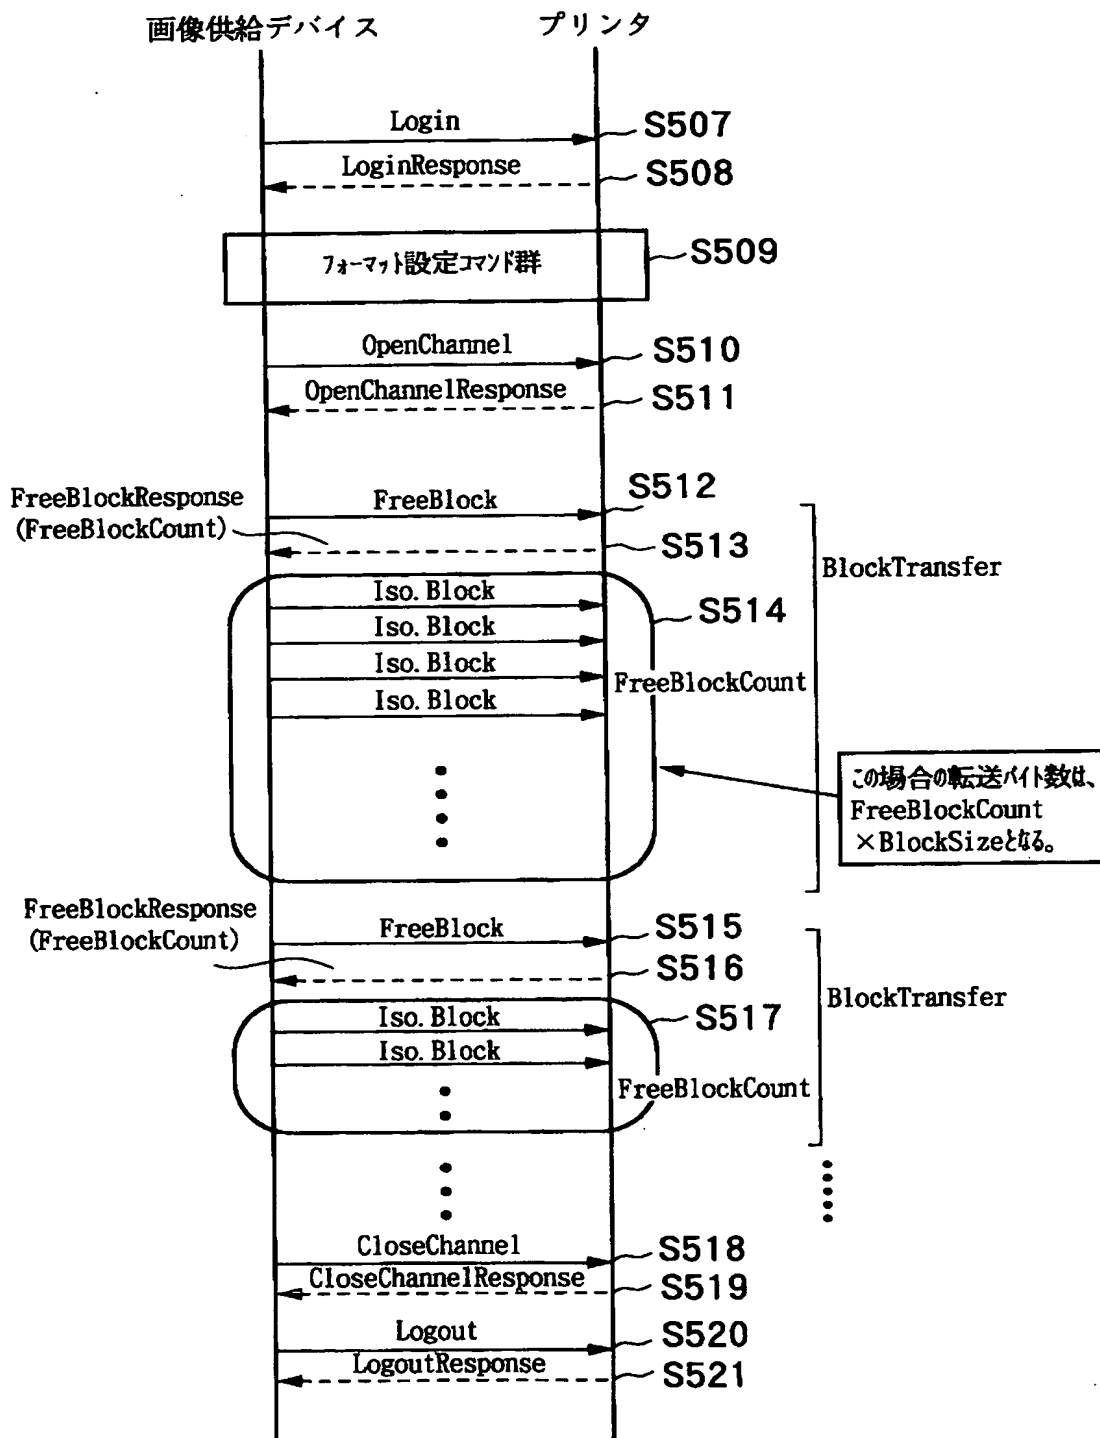 画像供給デバイス
プリンタ
Login
S507
LoginResponse
S508
フォーマット設定コマンド群
S509
OpenChannel
S510
OpenChannelResponse
S511
FreeBlock
S512
FreeBlockResponse
(FreeBlockCount)
S513
BlockTransfer
Iso.Block
S514
Iso.Block
Iso.Block
FreeBlockCount
Iso.Block
この場合の転送バイト数は、
FreeBlockCount
×BlockSizeとなる。
FreeBlockResponse
(FreeBlockCount)
FreeBlock
S515
S516
BlockTransfer
Iso.Block
S517
Iso.Block
FreeBlockCount
CloseChannel
S518
CloseChannelResponse
S519
Logout
S520
LogoutResponse
S521